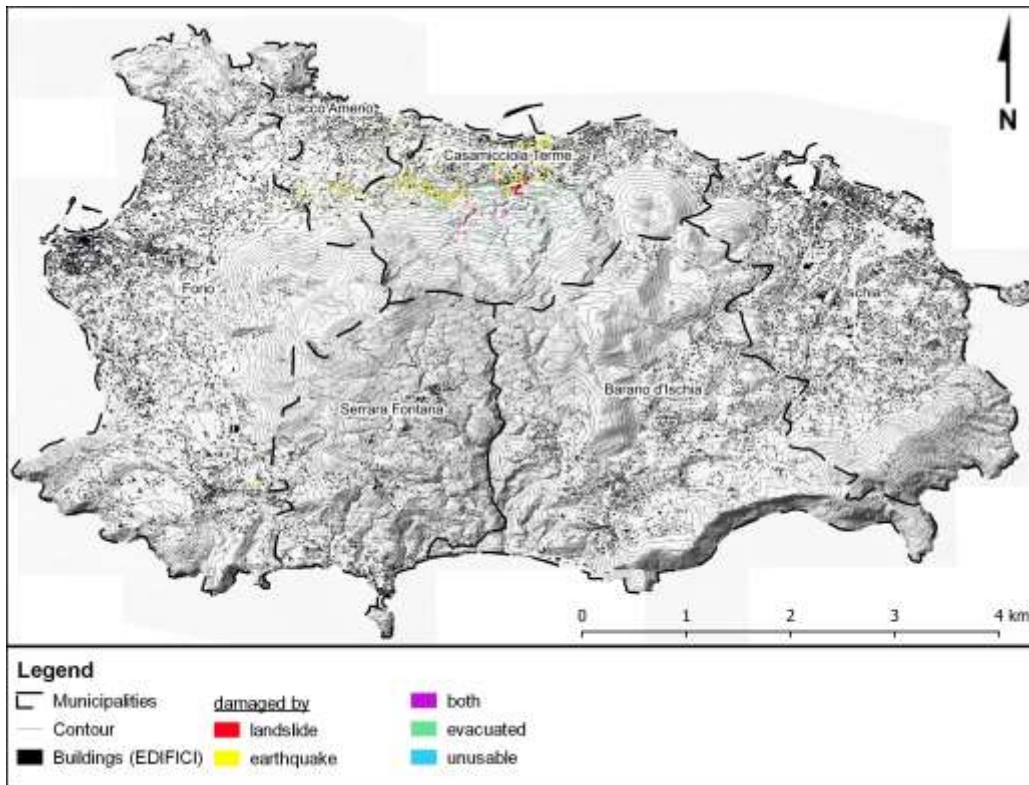 N
Lacco Ameno
Casamicciola Terme
Forio
Ischia
Serrara Fontana
Barano d'Ischia
0 1 2 3 4 km
Legend
Municipalities
Contour
Buildings (EDIFICI)
damaged by
landslide
earthquake
both
evacuated
unusable